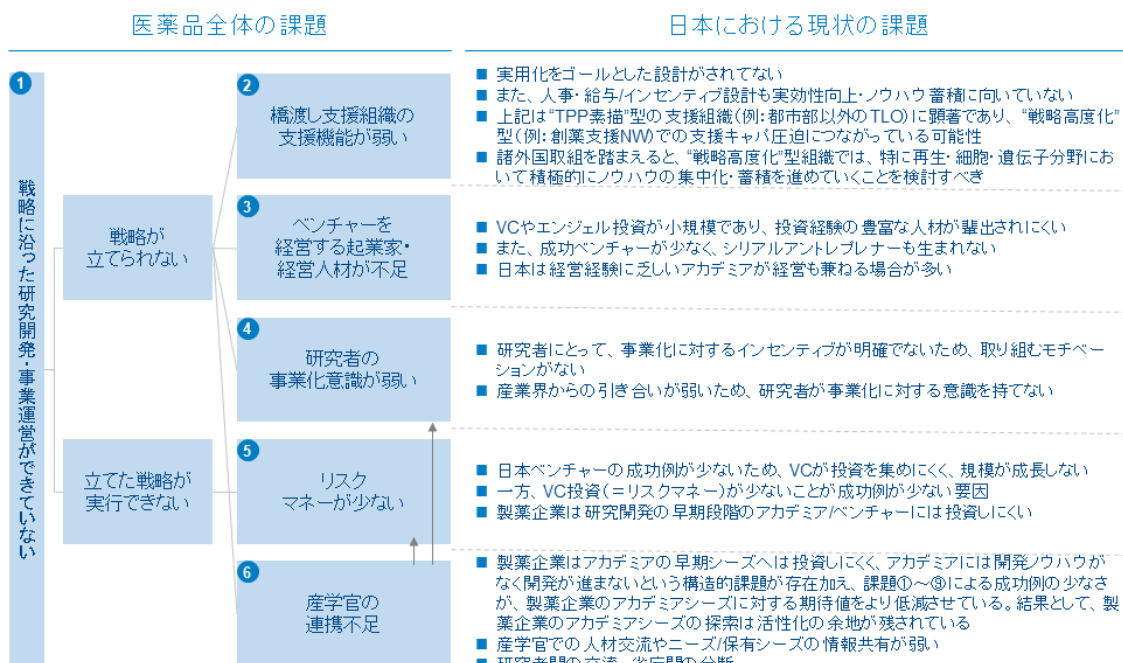 医薬品全体の課題
日本における現状の課題
1
戦略に沿った研究開発・事業運営ができていない
戦略が
立てられない
立てた戦略が
実行できない
2
橋渡し支援組織の
支援機能が弱い
■ 実用化をゴールとした設計がされてない
■ また、人事・給与/インセンティブ設計も実効性向上・ノウハウ蓄積に向いていない
■ 上記は“TPP素描”型の支援組織(例:都市部以外のTLO)に顕著であり、“戦略高度化”
型(例:創薬支援NW)での支援キャパ圧迫につながっている可能性
■ 諸外国取組を踏まえると、“戦略高度化”型組織では、特に再生・細胞・遺伝子分野にお
いて積極的にノウハウの集中化・蓄積を進めていくことを検討すべき
3
ベンチャーを
経営する起業家・
経営人材が不足
■ VCやエンジェル投資が小規模であり、投資経験の豊富な人材が輩出されにくい
■ また、成功ベンチャーが少なく、シリアルアントレプレナーも生まれない
■ 日本は経営経験に乏しいアカデミアが経営も兼ねる場合が多い
4
研究者の
事業化意識が弱い
■ 研究者にとって、事業化に対するインセンティブが明確でないため、取り組むモチベー
ションがない
■ 産業界からの引き合いが弱いため、研究者が事業化に対する意識を持てない
5
リスク
マネーが少ない
■ 日本ベンチャーの成功例が少ないため、VCが投資を集めにくく、規模が成長しない
■ 一方、VC投資(=リスクマネー)が少ないことが成功例が少ない要因
■ 製薬企業は研究開発の早期段階のアカデミア/ベンチャーには投資しにくい
6
産学官の
連携不足
■ 製薬企業はアカデミアの早期シーズへは投資しにくく、アカデミアには開発ノウハウが
なく開発が進まないという構造的課題が存在加え、課題①～⑨による成功例の少なさ
が、製薬企業のアカデミアシーズに対する期待値をより低減させている。結果として、製
薬企業のアカデミアシーズの探索は活性化の余地が残されている
■ 産学官での人材交流やニーズ/保有シーズの情報共有が弱い